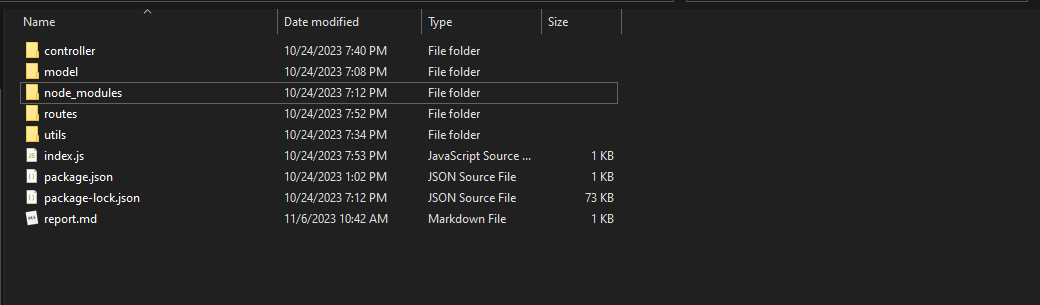 Name Date modified Type Size
controller 10/24/2023 7:40 PM File folder
model 10/24/2023 7:08 PM File folder
node_modules 10/24/2023 7:12 PM File folder
routes 10/24/2023 7:52 PM File folder
utils 10/24/2023 7:34 PM File folder
index.js 10/24/2023 7:53 PM JavaScript Source ... 1 KB
package.json 10/24/2023 1:02 PM JSON Source File 1 KB
package-lock.json 10/24/2023 7:12 PM JSON Source File 73 KB
report.md 11/6/2023 10:42 AM Markdown File 1 KB